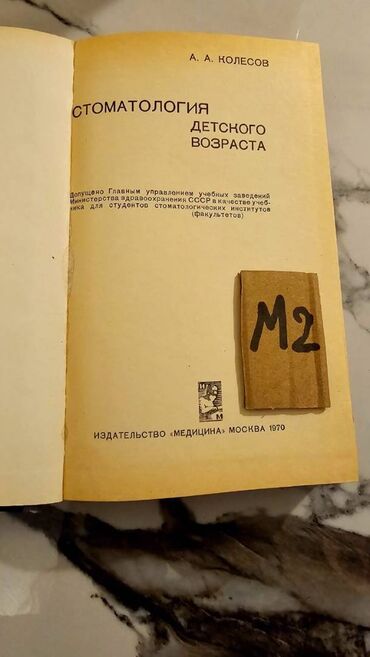 А. А. КОЛЕСОВ
СТОМАТОЛОГИЯ
ДЕТСКОГО
ВОЗРАСТА
Допущено Главным управлением учебных заведений
Министерства здравоохранения СССР в качестве учеб-
ника для студентов стоматологических институтов
(факультетов)
М2
И
М
ИЗДАТЕЛЬСТВО «МЕДИЦИНА» МОСКВА 1970